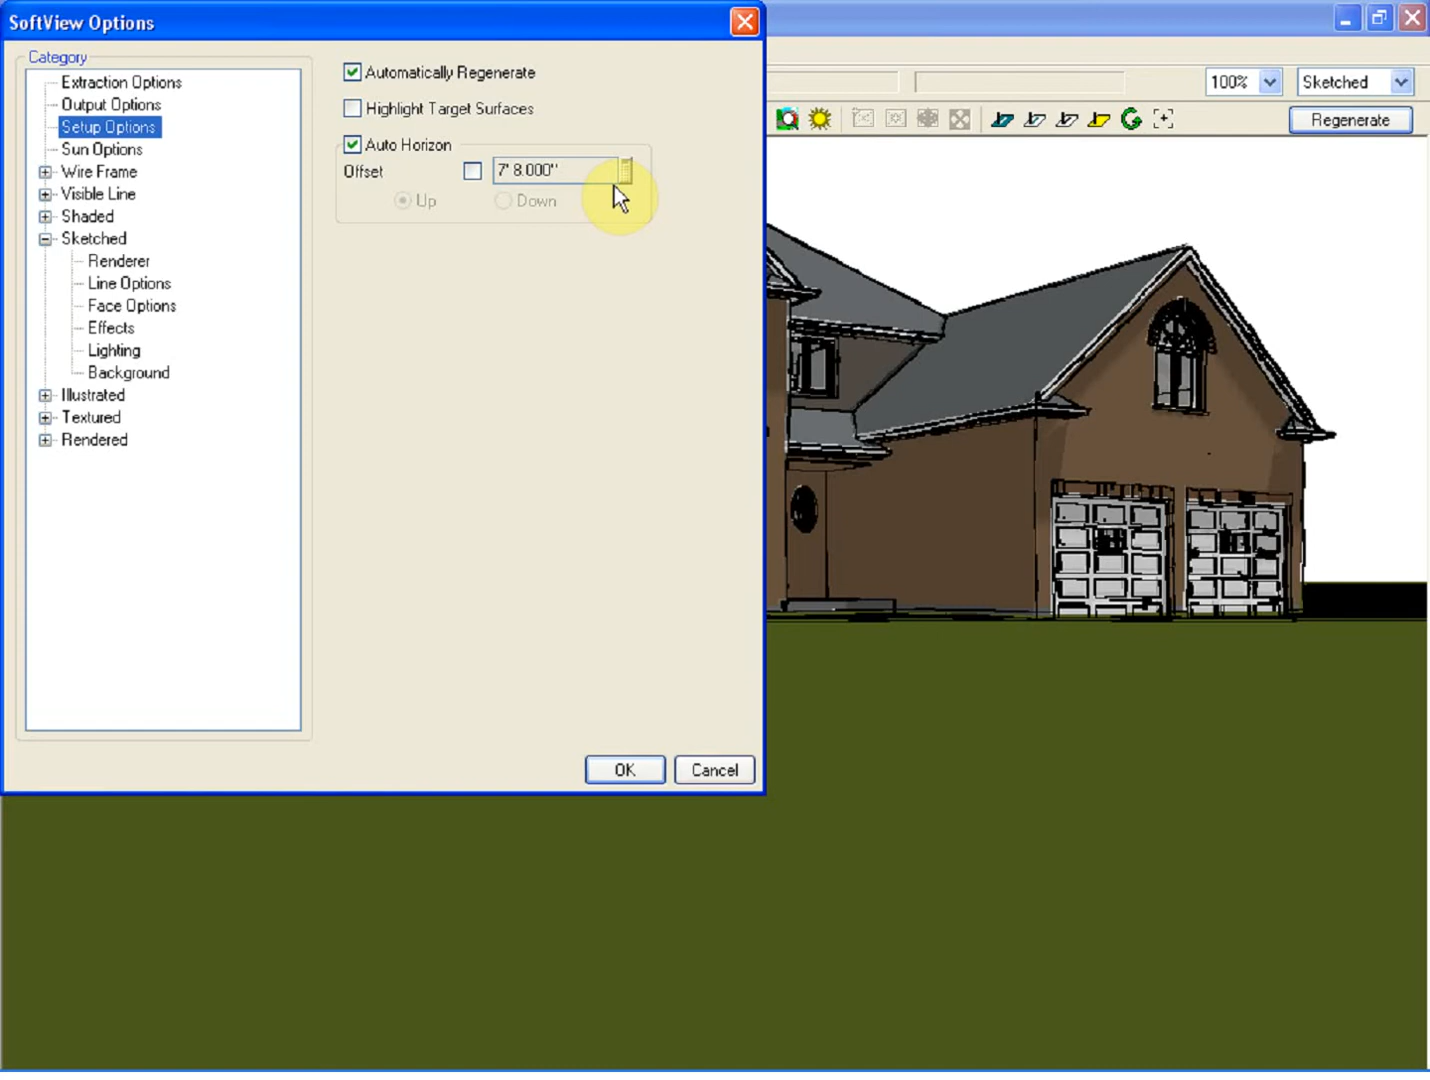 SoftView Options
Category
Extraction Options
Output Options
Setup Options
Sun Options
Wire Frame
Visible Line
Shaded
Sketched
Renderer
Line Options
Face Options
Effects
Lighting
Background
Illustrated
Textured
Rendered
Automatically Regenerate
Highlight Target Surfaces
Auto Horizon
Offset 7' 8.000"
Up Down
OK Cancel
100% Sketched
Regenerate